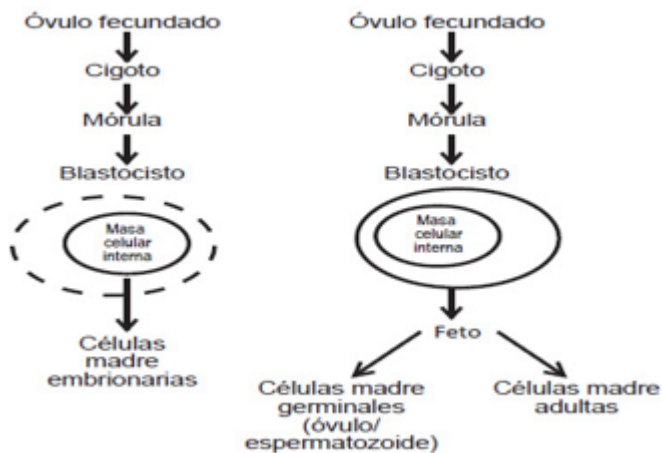 Óvulo fecundado
Cigoto
Mórula
Blastocisto
Masa
celular
interna
Células
madre
embrionarias
Óvulo fecundado
Cigoto
Mórula
Blastocisto
Masa
celular
interna
Feto
Células madre
germinales
(óvulo/
espermatozoide)
Células madre
adultas